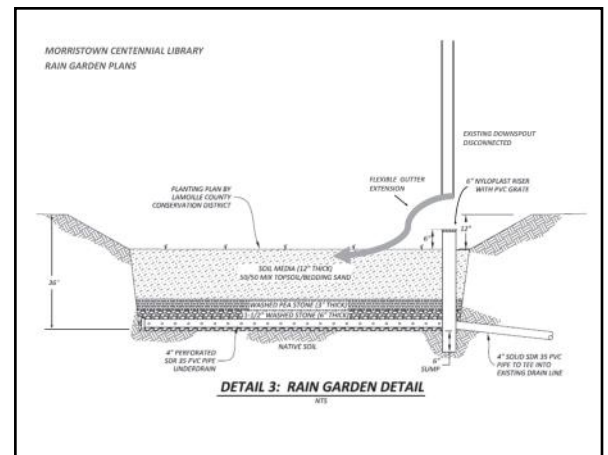 MORRISTOWN CENTENNIAL LIBRARY
RAIN GARDEN PLANS
EXISTING DOWNSPOUT
DISCONNECTED
FLEXIBLE GUTTER
EXTENSION
6" NYLOPLAST RISER
WITH PVC GRATE
PLANTING PLAN BY
LAMOILLE COUNTY
CONSERVATION DISTRICT
6"
12"
SOIL MEDIA (12" THICK)
50/50 MIX TOPSOIL/BEDDING SAND
36"
WASHED PEA STONE (3" THICK)
1-1/2" WASHED STONE (6" THICK)
4" PERFORATED
SDR 35 PVC PIPE
UNDERDRAIN
NATIVE SOIL
6"
SUMP
4" SOLID SDR 35 PVC
PIPE TO TEE INTO
EXISTING DRAIN LINE
DETAIL 3: RAIN GARDEN DETAIL
NTS